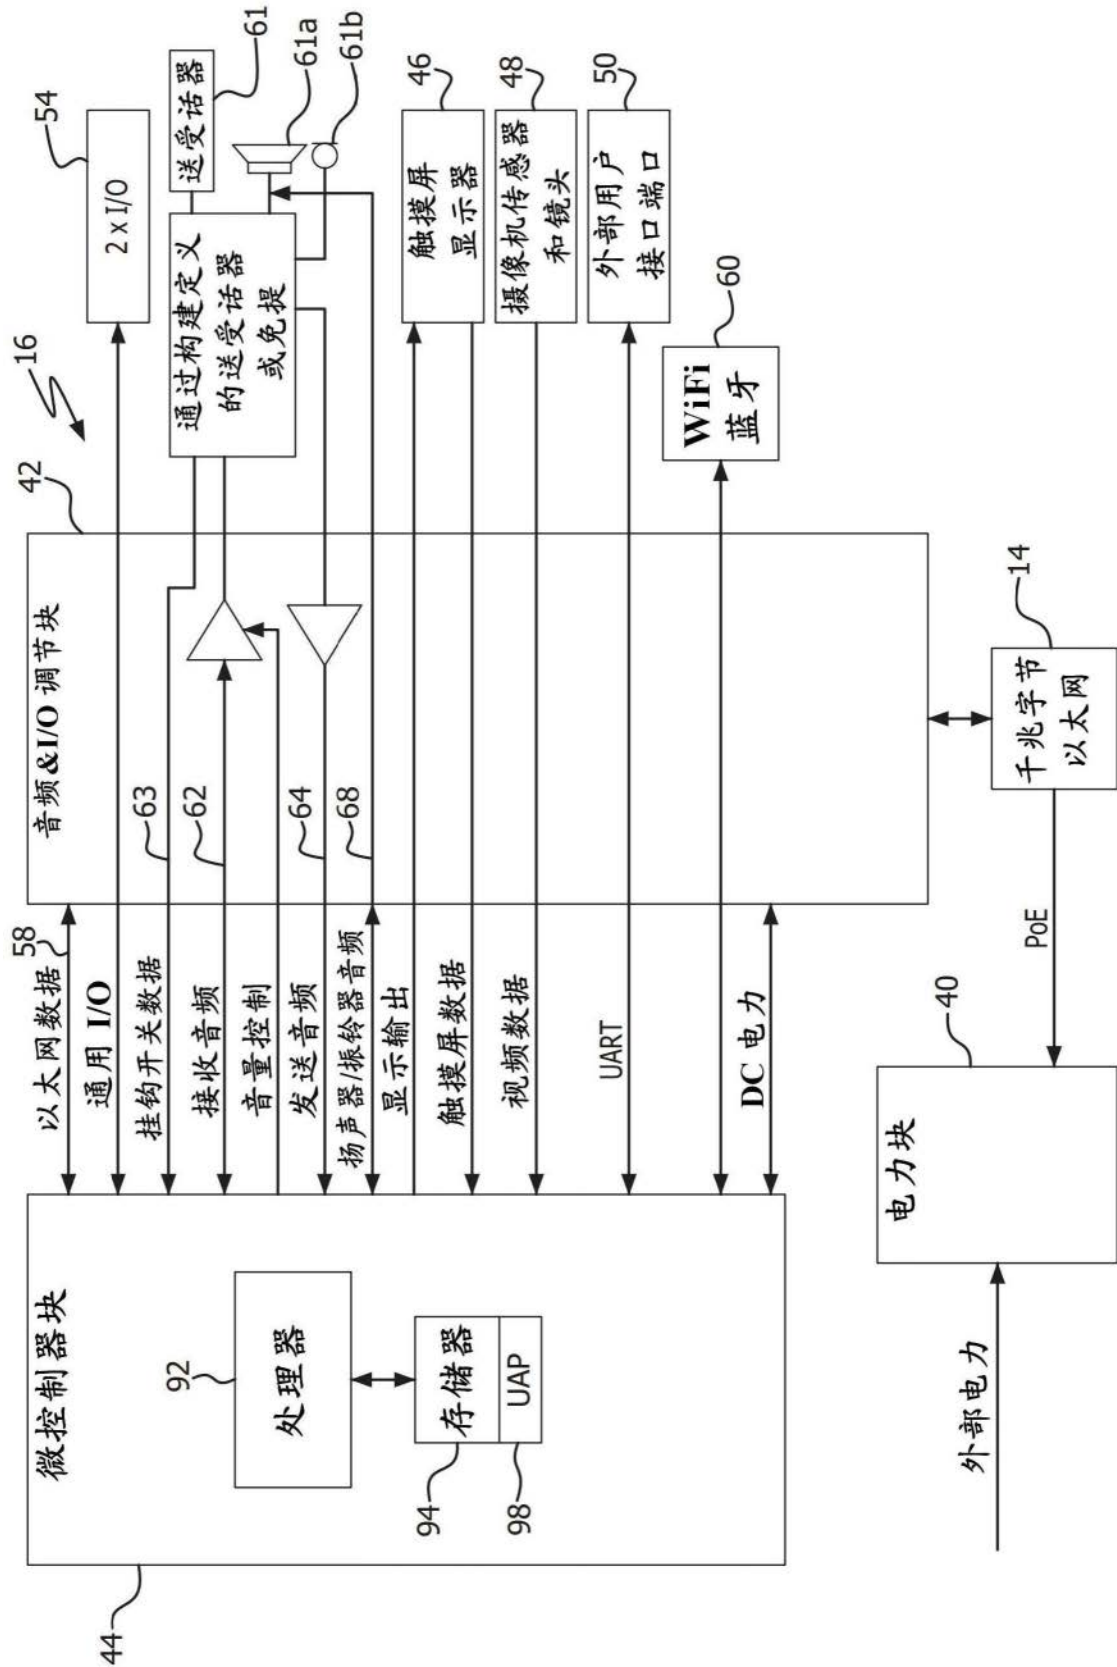 44
微控制器块
92
处理器
94
存储器
98
UAP
58
以太网数据
通用 I/O
挂钩开关数据
接收音频
音量控制
发送音频
扬声器/振铃器音频
显示输出
触摸屏数据
视频数据
UART
DC 电力
42
音频&I/O 调节块
63
62
64
68
16
54
2 x I/O
送受话器
61
通过构建定义
的送受话器
或免提
61a
61b
46
触摸屏
显示器
48
摄像机传感器
和镜头
50
外部用户
接口端口
60
WiFi
蓝牙
外部电力
40
电力块
PoE
14
千兆字节
以太网